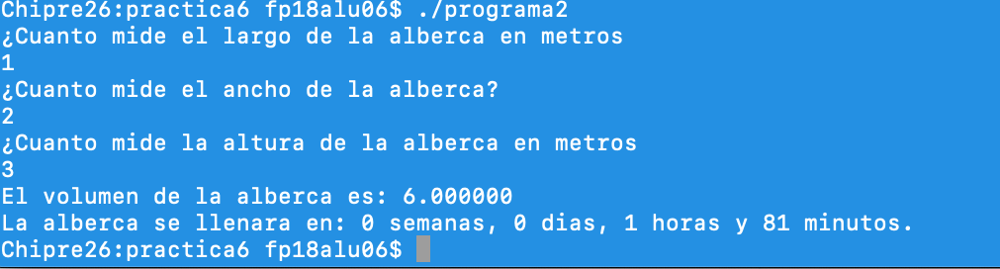 Chipre26:practica6 fp18alu06$ ./programa2
¿Cuanto mide el largo de la alberca en metros
1
¿Cuanto mide el ancho de la alberca?
2
¿Cuanto mide la altura de la alberca en metros
3
El volumen de la alberca es: 6.000000
La alberca se llenara en: 0 semanas, 0 dias, 1 horas y 81 minutos.
Chipre26:practica6 fp18alu06$